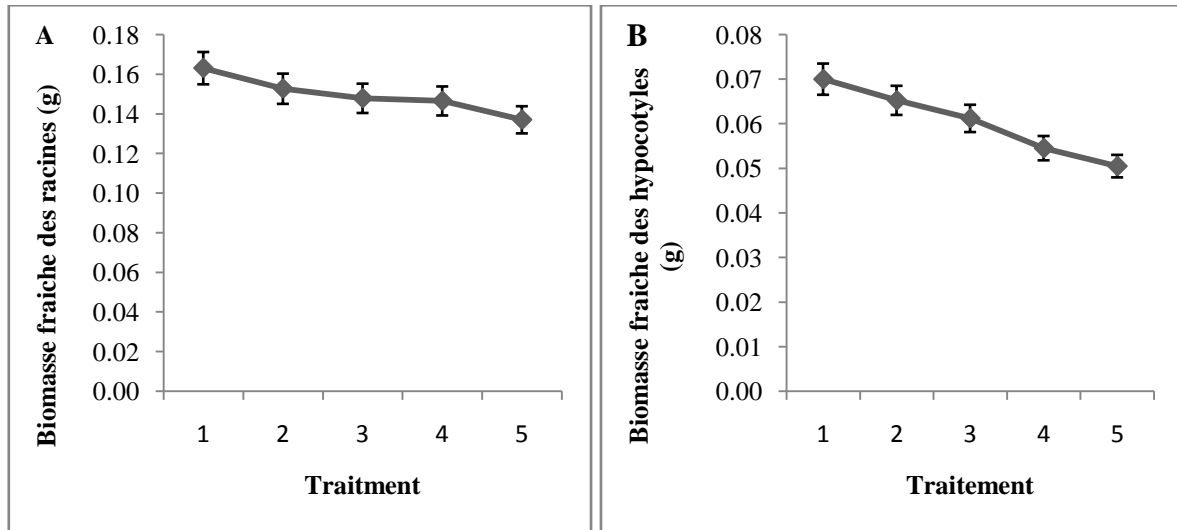 A
Biomasse fraiche des racines (g)
0.18
0.16
0.14
0.12
0.10
0.08
0.06
0.04
0.02
0.00
1 2 3 4 5
Traitment
B
Biomasse fraiche des hypocotyles
(g)
0.08
0.07
0.06
0.05
0.04
0.03
0.02
0.01
0.00
1 2 3 4 5
Traitement